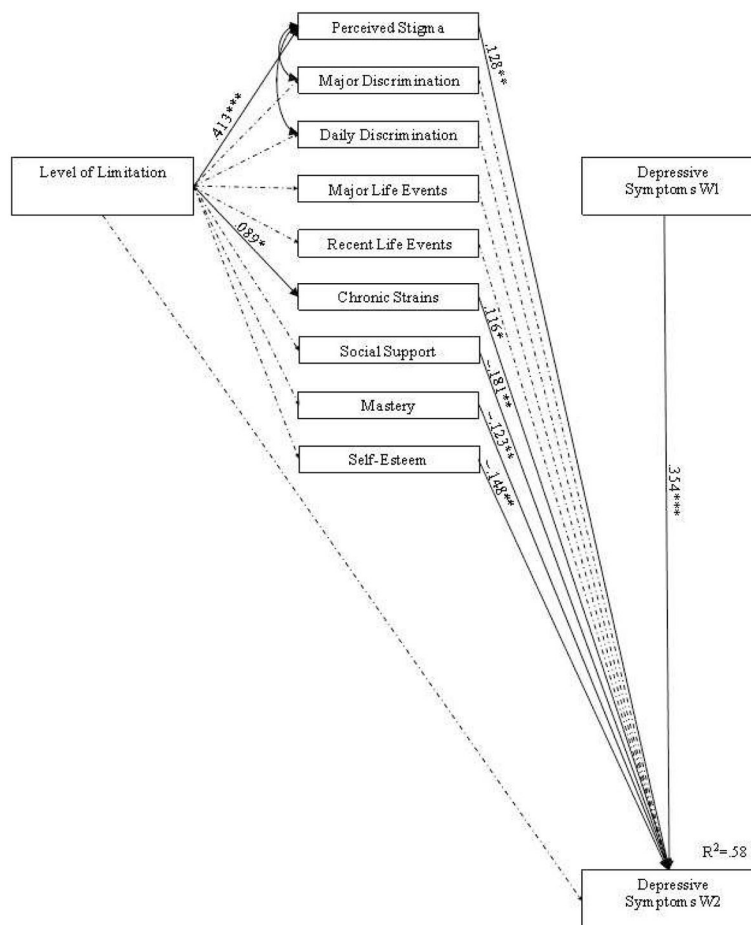 Perceived Stigma
.128**
Major Discrimination
.413***
Daily Discrimination
Level of Limitation
Depressive
Symptoms W1
Major Life Events
.089*
Recent Life Events
Chronic Strains
.116*
Social Support
-.181**
Mastery
-.123**
Self-Esteem
-.148**
.354***
R²=.58
Depressive
Symptoms W2